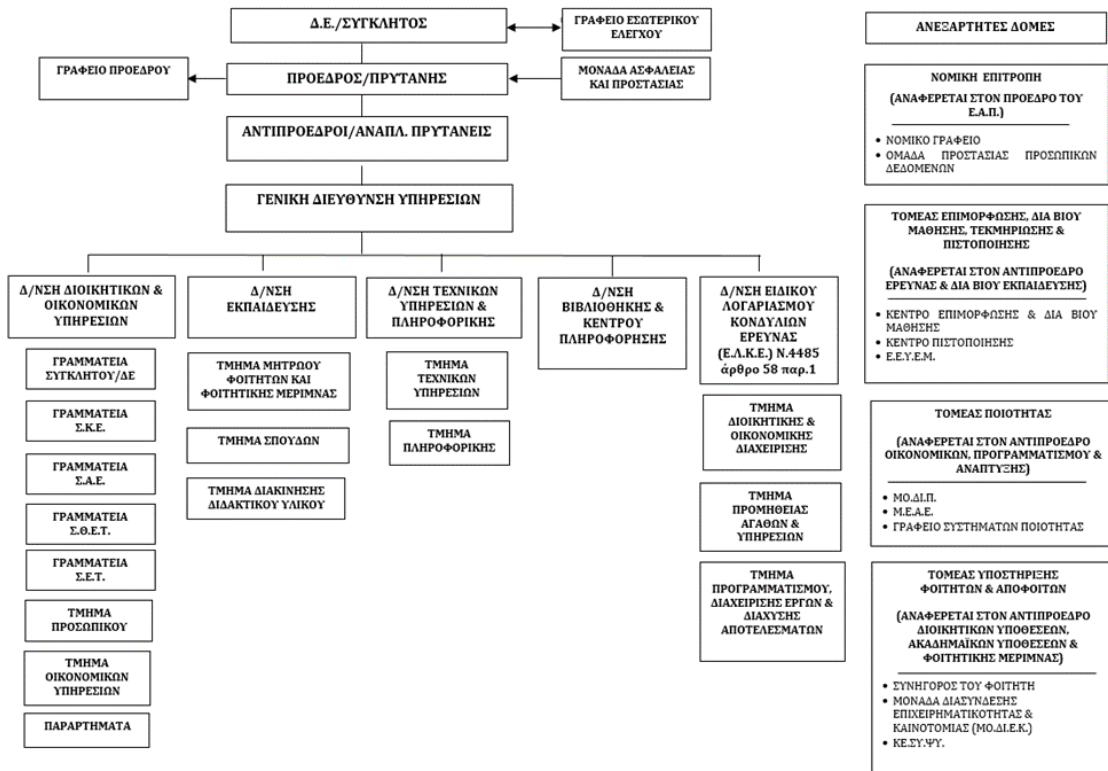 Δ.Ε./ΣΥΓΚΛΗΤΟΣ
ΓΡΑΦΕΙΟ ΕΣΩΤΕΡΙΚΟΥ
ΕΛΕΓΧΟΥ
ΓΡΑΦΕΙΟ ΠΡΟΕΔΡΟΥ
ΠΡΟΕΔΡΟΣ/ΠΡΥΤΑΝΗΣ
ΜΟΝΑΔΑ ΑΣΦΑΛΕΙΑΣ
ΚΑΙ ΠΡΟΣΤΑΣΙΑΣ
ΑΝΤΙΠΡΟΕΔΡΟΙ/ΑΝΑΠΛ. ΠΡΥΤΑΝΕΙΣ
ΓΕΝΙΚΗ ΔΙΕΥΘΥΝΣΗ ΥΠΗΡΕΣΙΩΝ
Δ/ΝΣΗ ΔΙΟΙΚΗΤΙΚΩΝ &
ΟΙΚΟΝΟΜΙΚΩΝ
ΥΠΗΡΕΣΙΩΝ
ΓΡΑΜΜΑΤΕΙΑ
ΣΥΓΚΛΗΤΟΥ/ΔΕ
ΓΡΑΜΜΑΤΕΙΑ
Σ.Κ.Ε.
ΓΡΑΜΜΑΤΕΙΑ
Σ.Α.Ε.
ΓΡΑΜΜΑΤΕΙΑ
Σ.Θ.Ε.Τ.
ΓΡΑΜΜΑΤΕΙΑ
Σ.Ε.Τ.
ΤΜΗΜΑ
ΠΡΟΣΩΠΙΚΟΥ
ΤΜΗΜΑ
ΟΙΚΟΝΟΜΙΚΩΝ
ΥΠΗΡΕΣΙΩΝ
ΠΑΡΑΡΤΗΜΑΤΑ
Δ/ΝΣΗ
ΕΚΠΑΙΔΕΥΣΗΣ
ΤΜΗΜΑ ΜΗΤΡΩΟΥ
ΦΟΙΤΗΤΩΝ ΚΑΙ
ΦΟΙΤΗΤΙΚΗΣ ΜΕΡΙΜΝΑΣ
ΤΜΗΜΑ ΣΠΟΥΔΩΝ
ΤΜΗΜΑ ΔΙΑΚΙΝΗΣΗΣ
ΔΙΔΑΚΤΙΚΟΥ ΥΛΙΚΟΥ
Δ/ΝΣΗ ΤΕΧΝΙΚΩΝ
ΥΠΗΡΕΣΙΩΝ &
ΠΛΗΡΟΦΟΡΙΚΗΣ
ΤΜΗΜΑ
ΤΕΧΝΙΚΩΝ
ΥΠΗΡΕΣΙΩΝ
ΤΜΗΜΑ
ΠΛΗΡΟΦΟΡΙΚΗΣ
Δ/ΝΣΗ
ΒΙΒΛΙΟΘΗΚΗΣ &
ΚΕΝΤΡΟΥ
ΠΛΗΡΟΦΟΡΗΣΗΣ
Δ/ΝΣΗ ΕΙΔΙΚΟΥ
ΛΟΓΑΡΙΑΣΜΟΥ
ΚΟΝΔΥΛΙΩΝ
ΕΡΕΥΝΑΣ
(Ε.Λ.Κ.Ε.) Ν.4485
άρθρο 58 παρ.1
ΤΜΗΜΑ
ΔΙΟΙΚΗΤΙΚΗΣ &
ΟΙΚΟΝΟΜΙΚΗΣ
ΔΙΑΧΕΙΡΙΣΗΣ
ΤΜΗΜΑ
ΠΡΟΜΗΘΕΙΑΣ
ΑΓΑΘΩΝ &
ΥΠΗΡΕΣΙΩΝ
ΤΜΗΜΑ
ΠΡΟΓΡΑΜΜΑΤΙΣΜΟΥ,
ΔΙΑΧΕΙΡΙΣΗΣ ΕΡΓΩΝ &
ΔΙΑΧΥΣΗΣ
ΑΠΟΤΕΛΕΣΜΑΤΩΝ
ΑΝΕΞΑΡΤΗΤΕΣ ΔΟΜΕΣ
ΝΟΜΙΚΗ ΕΠΙΤΡΟΠΗ
(ΑΝΑΦΕΡΕΤΑΙ ΣΤΟΝ ΠΡΟΕΔΡΟ ΤΟΥ
Ε.Α.Π.)
• ΝΟΜΙΚΟ ΓΡΑΦΕΙΟ
• ΟΜΑΔΑ ΠΡΟΣΤΑΣΙΑΣ ΠΡΟΣΩΠΙΚΩΝ
ΔΕΔΟΜΕΝΩΝ
ΤΟΜΕΑΣ ΕΠΙΜΟΡΦΩΣΗΣ, ΔΙΑ ΒΙΟΥ
ΜΑΘΗΣΗΣ, ΤΕΚΜΗΡΙΩΣΗΣ &
ΠΙΣΤΟΠΟΙΗΣΗΣ
(ΑΝΑΦΕΡΕΤΑΙ ΣΤΟΝ ΑΝΤΙΠΡΟΕΔΡΟ
ΕΡΕΥΝΑΣ & ΔΙΑ ΒΙΟΥ ΕΚΠΑΙΔΕΥΣΗΣ)
• ΚΕΝΤΡΟ ΕΠΙΜΟΡΦΩΣΗΣ & ΔΙΑ ΒΙΟΥ
ΜΑΘΗΣΗΣ
• ΚΕΝΤΡΟ ΠΙΣΤΟΠΟΙΗΣΗΣ
• Ε.Ε.Υ.Ε.Μ.
ΤΟΜΕΑΣ ΠΟΙΟΤΗΤΑΣ
(ΑΝΑΦΕΡΕΤΑΙ ΣΤΟΝ ΑΝΤΙΠΡΟΕΔΡΟ
ΟΙΚΟΝΟΜΙΚΩΝ, ΠΡΟΓΡΑΜΜΑΤΙΣΜΟΥ &
ΑΝΑΠΤΥΞΗΣ)
• ΜΟ.ΔΙ.Π.
• Μ.Ε.Α.Ε.
• ΓΡΑΦΕΙΟ ΣΥΣΤΗΜΑΤΩΝ ΠΟΙΟΤΗΤΑΣ
ΤΟΜΕΑΣ ΥΠΟΣΤΗΡΙΞΗΣ
ΦΟΙΤΗΤΩΝ & ΑΠΟΦΟΙΤΩΝ
(ΑΝΑΦΕΡΕΤΑΙ ΣΤΟΝ ΑΝΤΙΠΡΟΕΔΡΟ
ΔΙΟΙΚΗΤΙΚΩΝ ΥΠΟΘΕΣΕΩΝ,
ΑΚΑΔΗΜΑΪΚΩΝ ΥΠΟΘΕΣΕΩΝ &
ΦΟΙΤΗΤΙΚΗΣ ΜΕΡΙΜΝΑΣ)
• ΣΥΝΗΓΟΡΟΣ ΤΟΥ ΦΟΙΤΗΤΗ
• ΜΟΝΑΔΑ ΔΙΑΣΥΝΔΕΣΗΣ
ΕΠΙΧΕΙΡΗΜΑΤΙΚΟΤΗΤΑΣ &
ΚΑΙΝΟΤΟΜΙΑΣ (ΜΟ.ΔΙ.Ε.Κ.)
• ΚΕ.ΣΥ.ΨΥ.